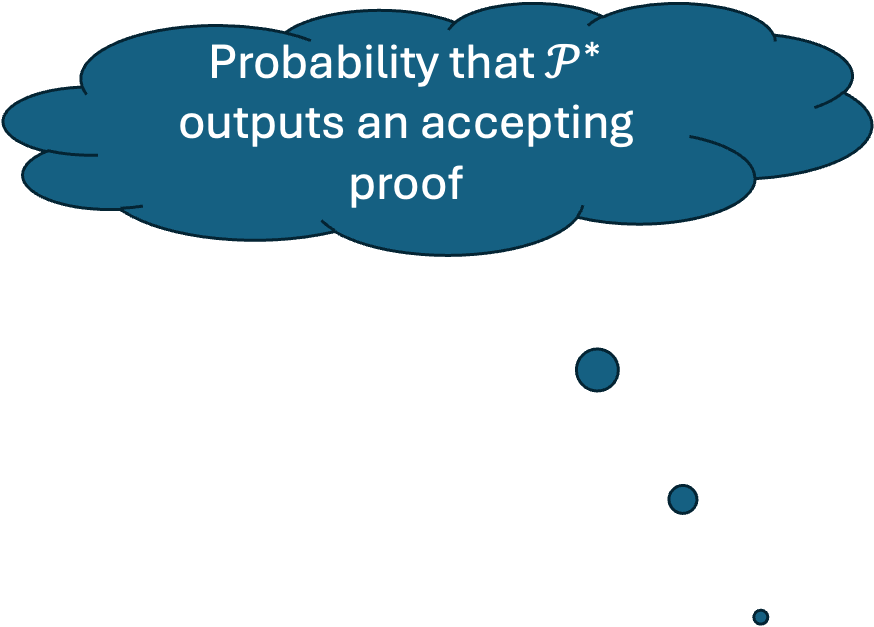 Probability that 𝒫*
outputs an accepting
proof